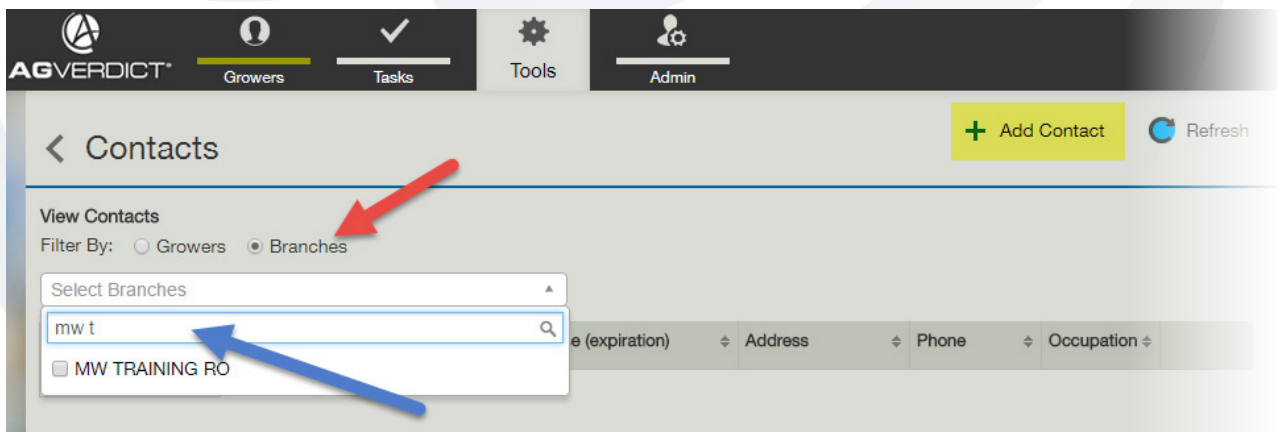 AGVERDICT®
Growers
Tasks
Tools
Admin
Contacts
+ Add Contact
Refresh
View Contacts
Filter By: Growers Branches
Select Branches
mw t
MW TRAINING RO
e (expiration) Address Phone Occupation